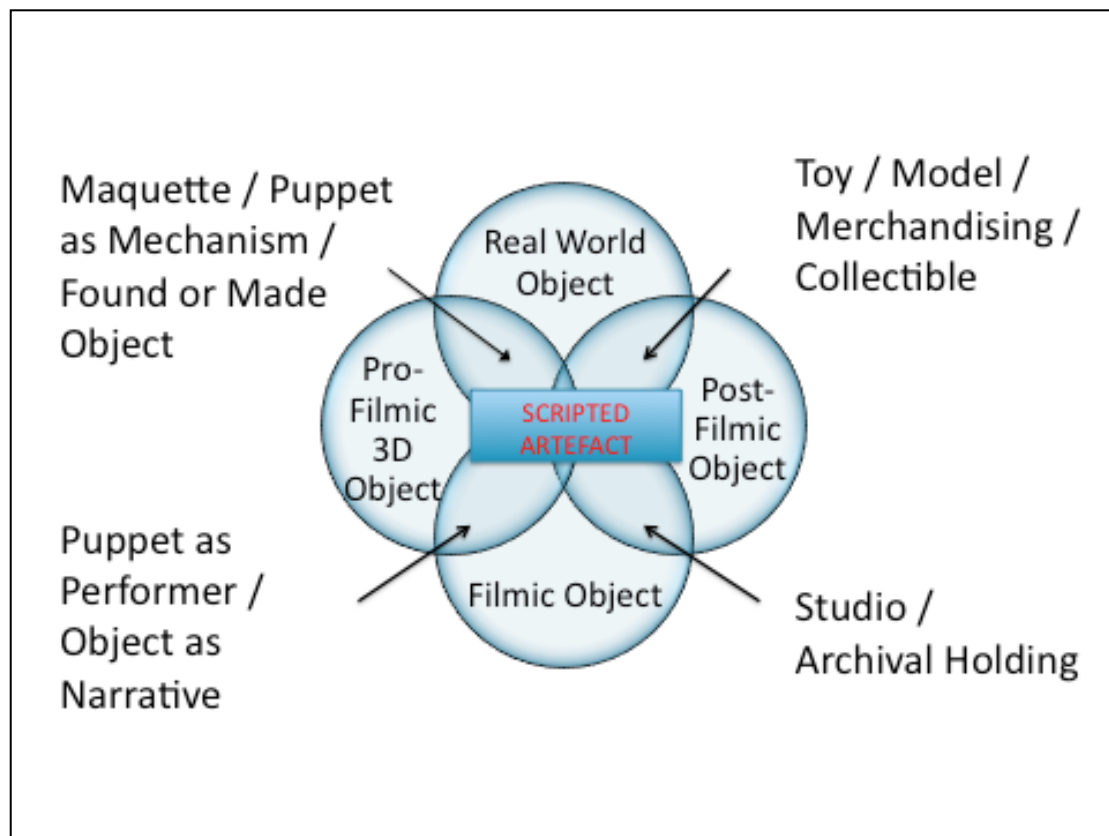 Maquette / Puppet
as Mechanism /
Found or Made
Object
Toy / Model /
Merchandising /
Collectible
Real World
Object
Pro-
Filmic
3D
Object
SCRIPTED
ARTEFACT
Post-
Filmic
Object
Filmic Object
Puppet as
Performer /
Object as
Narrative
Studio /
Archival Holding